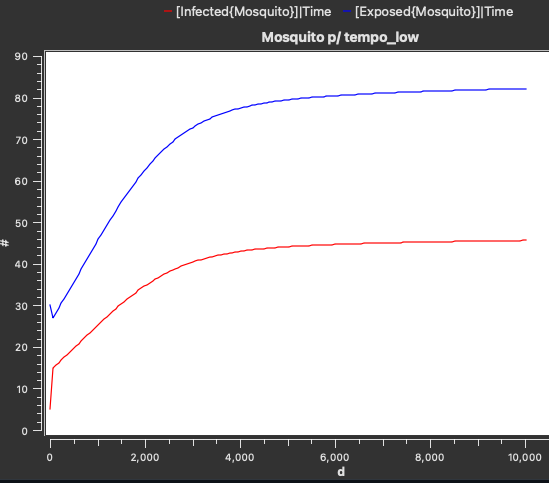 [Infected{Mosquito}]|Time [Exposed{Mosquito}]|Time
Mosquito p/ tempo_low
90
80
70
60
50
40
30
20
10
0
#
0 2,000 4,000 6,000 8,000 10,000
d